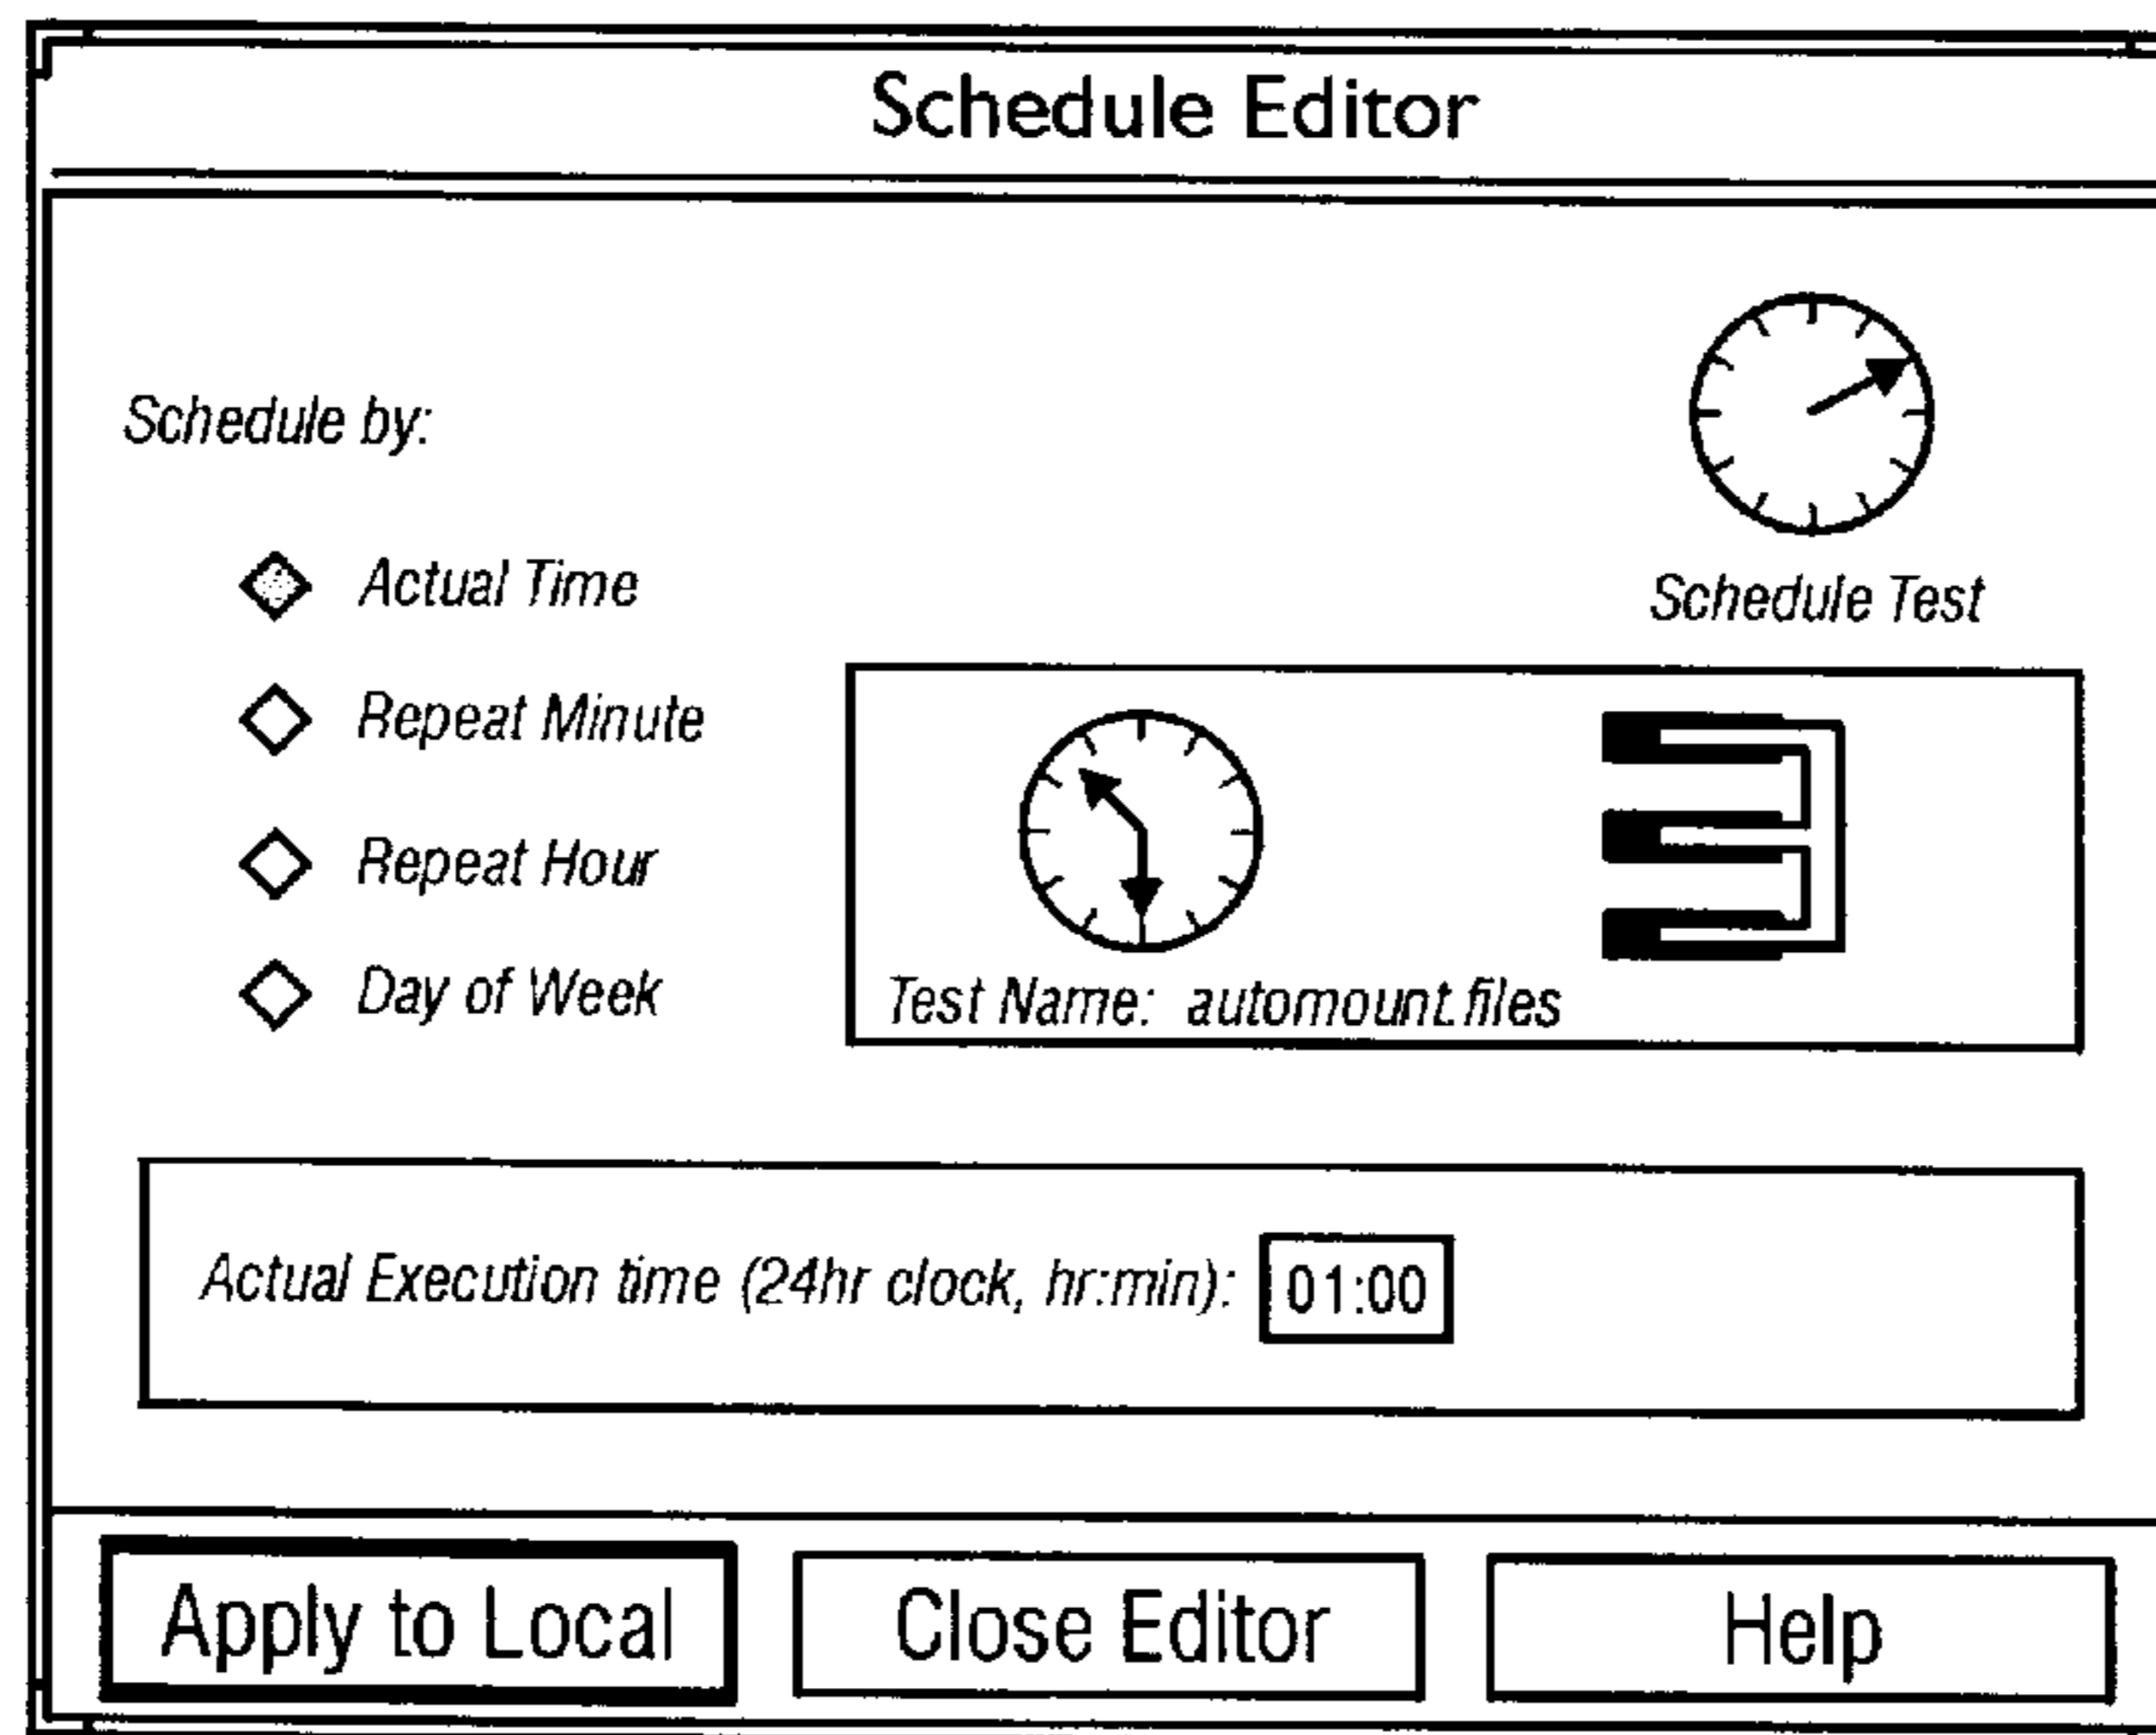 Schedule Editor
Schedule by:
Schedule Test
Actual Time
Repeat Minute
Repeat Hour
Day of Week
Test Name: automount.files
Actual Execution time (24hr clock, hr:min): 01:00
Apply to Local
Close Editor
Help